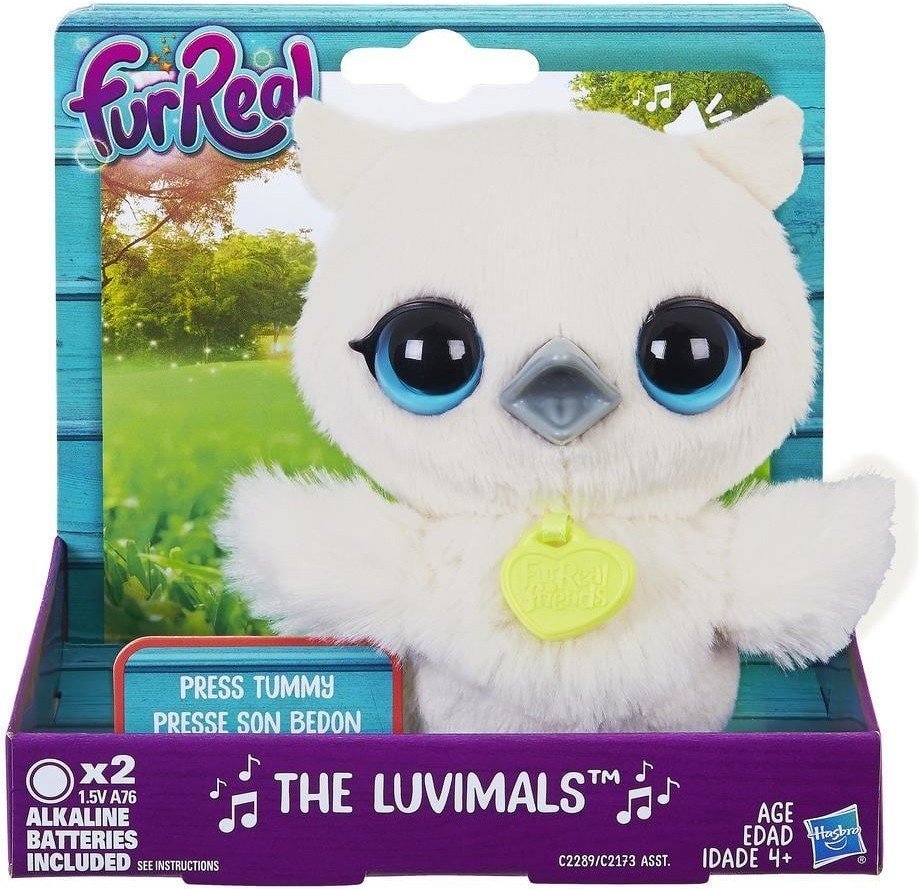 furReal
FurReal
friends
PRESS TUMMY
PRESSE SON BEDON
x2
1.5V A76
ALKALINE
BATTERIES
INCLUDED SEE INSTRUCTIONS
THE LUVIMALS™
C2289/C2173 ASST.
AGE
EDAD
IDADE 4+
Hasbro
®